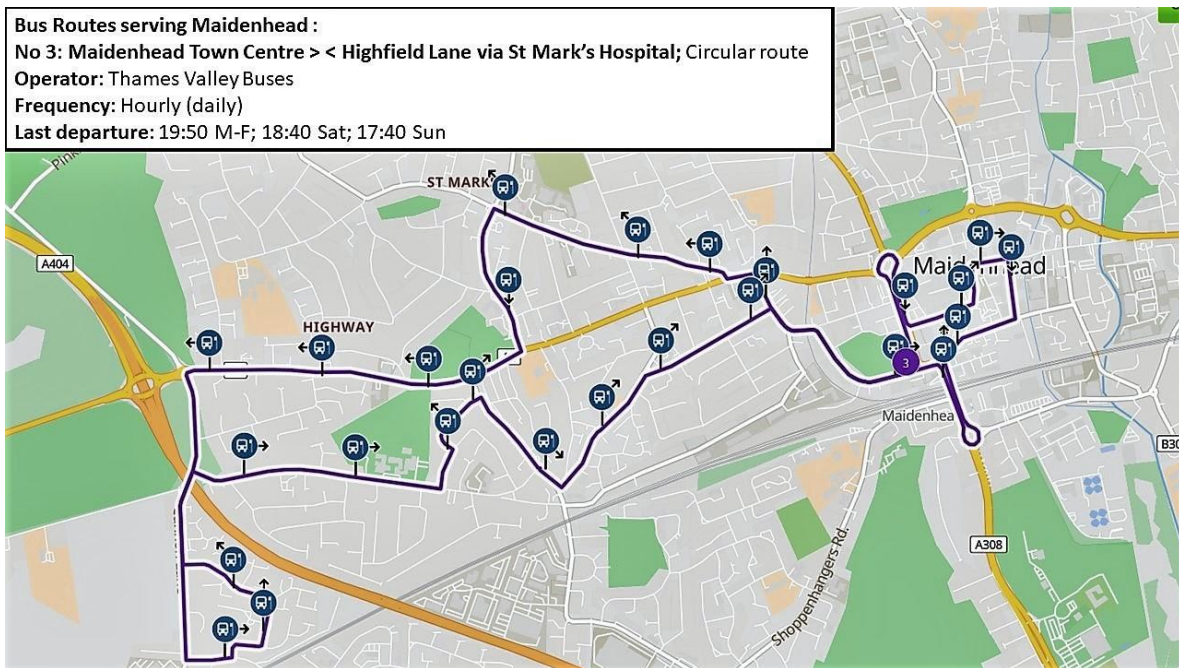 Bus Routes serving Maidenhead :
No 3: Maidenhead Town Centre > < Highfield Lane via St Mark's Hospital; Circular route
Operator: Thames Valley Buses
Frequency: Hourly (daily)
Last departure: 19:50 M-F; 18:40 Sat; 17:40 Sun
ST MARK
A404
Maidenhead
HIGHWAY
3
Maidenhea
B30
A308
Shoppenhangers Rd.